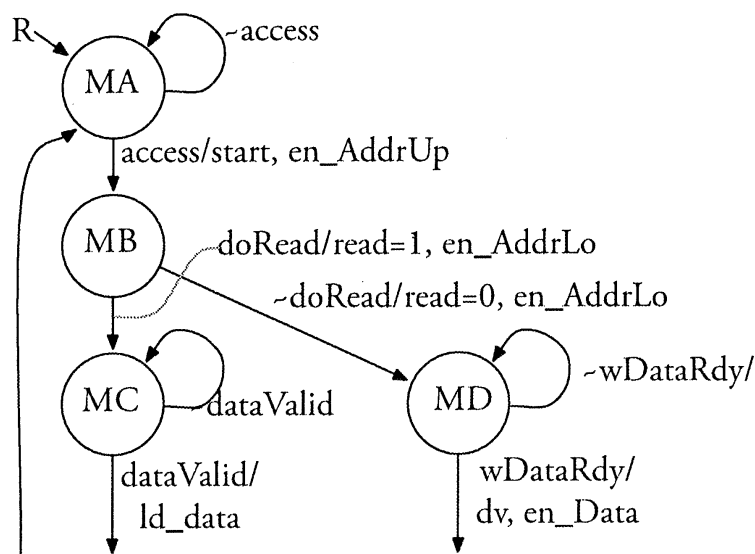 R
~access
MA
access/start, en_AddrUp
MB
doRead/read=1, en_AddrLo
~doRead/read=0, en_AddrLo
MC
~dataValid
MD
~wDataRdy/
dataValid/
ld_data
wDataRdy/
dv, en_Data